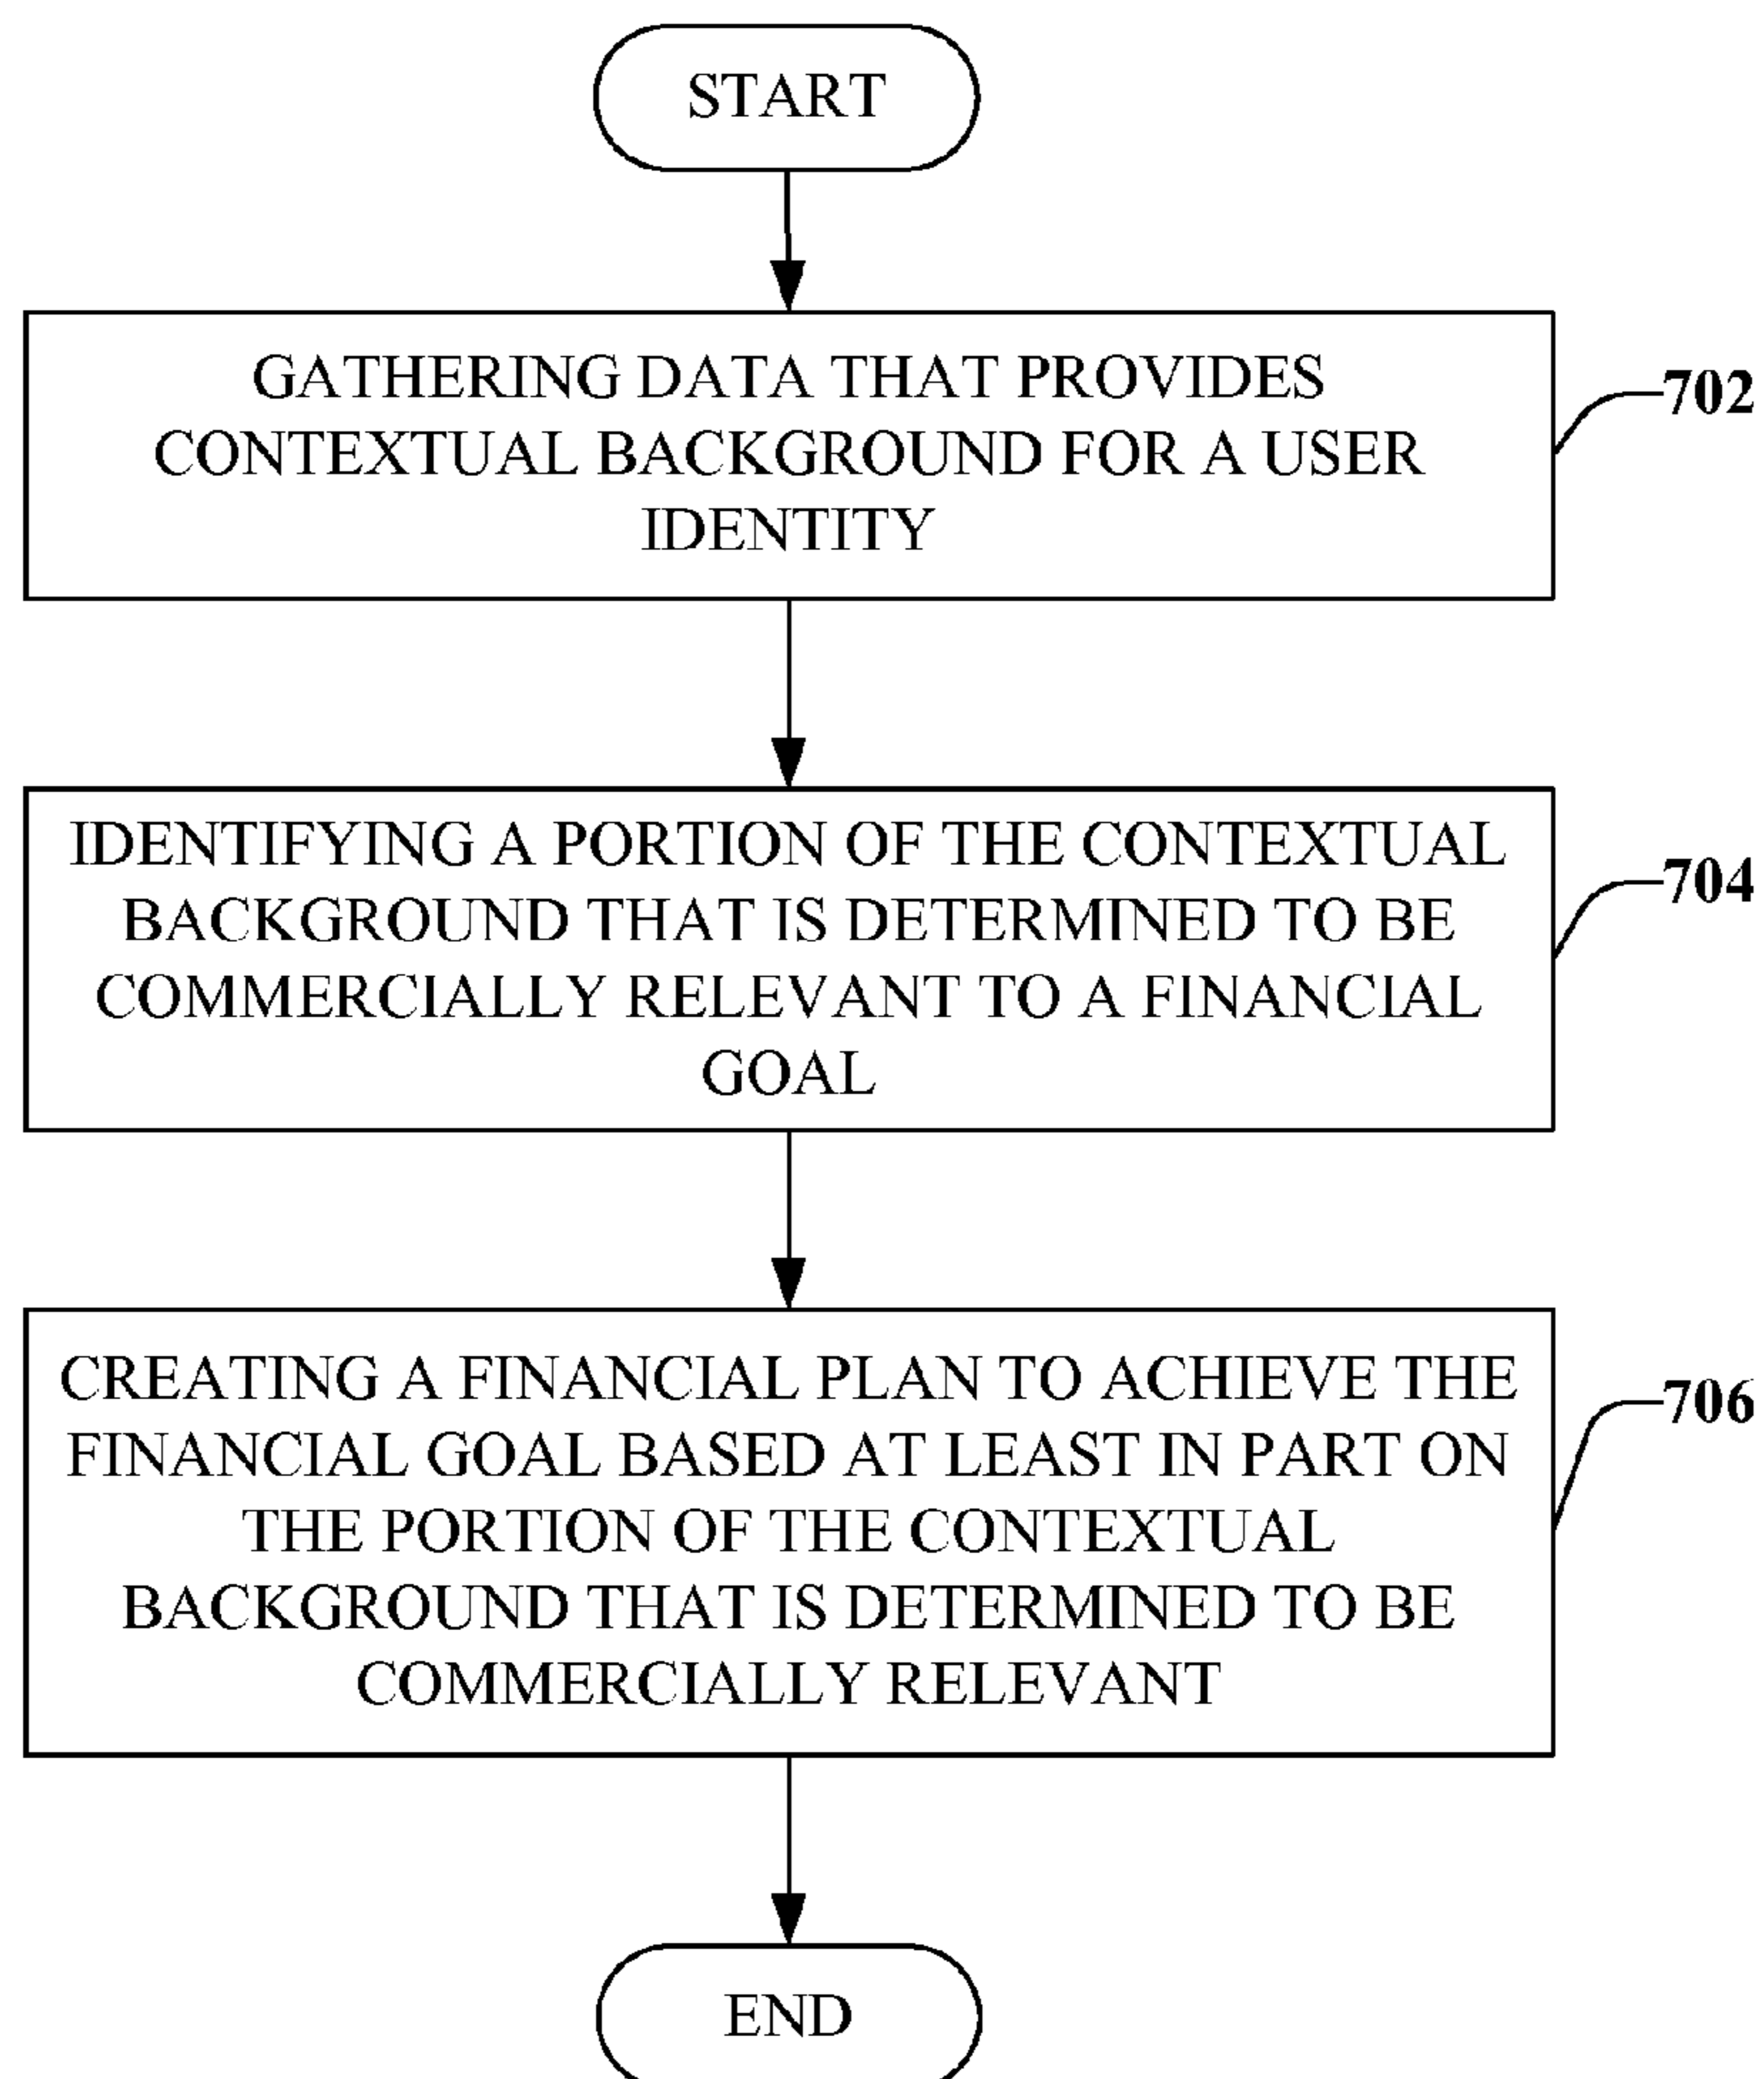 START
GATHERING DATA THAT PROVIDES
CONTEXTUAL BACKGROUND FOR A USER
IDENTITY
702
IDENTIFYING A PORTION OF THE CONTEXTUAL
BACKGROUND THAT IS DETERMINED TO BE
COMMERCIALLY RELEVANT TO A FINANCIAL
GOAL
704
CREATING A FINANCIAL PLAN TO ACHIEVE THE
FINANCIAL GOAL BASED AT LEAST IN PART ON
THE PORTION OF THE CONTEXTUAL
BACKGROUND THAT IS DETERMINED TO BE
COMMERCIALLY RELEVANT
706
END